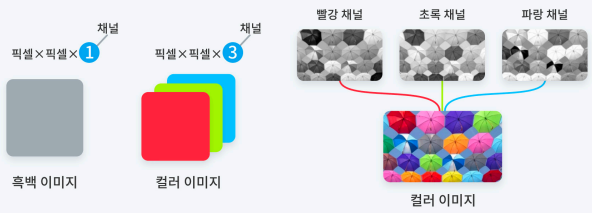 채널
픽셀×픽셀×1
흑백 이미지
채널
픽셀×픽셀×3
컬러 이미지
빨강 채널
초록 채널
파랑 채널
컬러 이미지